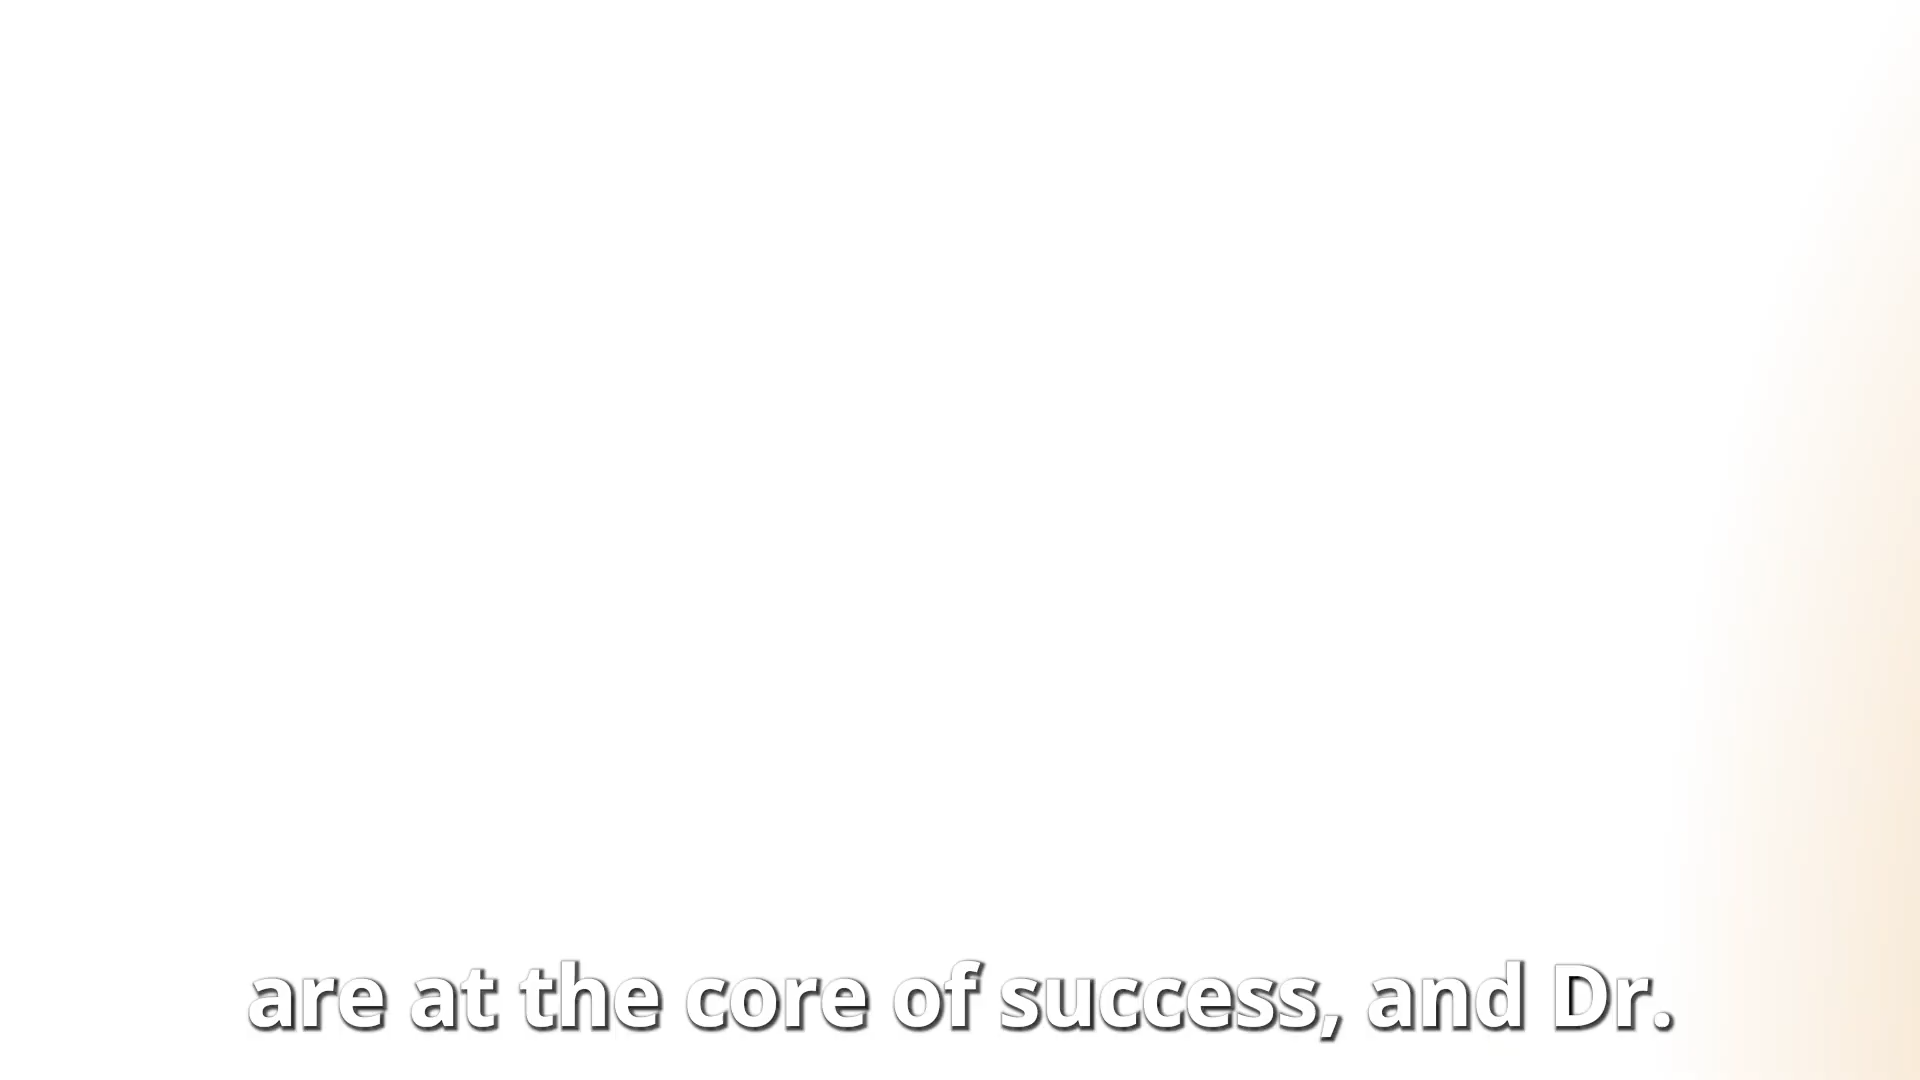 are at the core of success, and Dr.